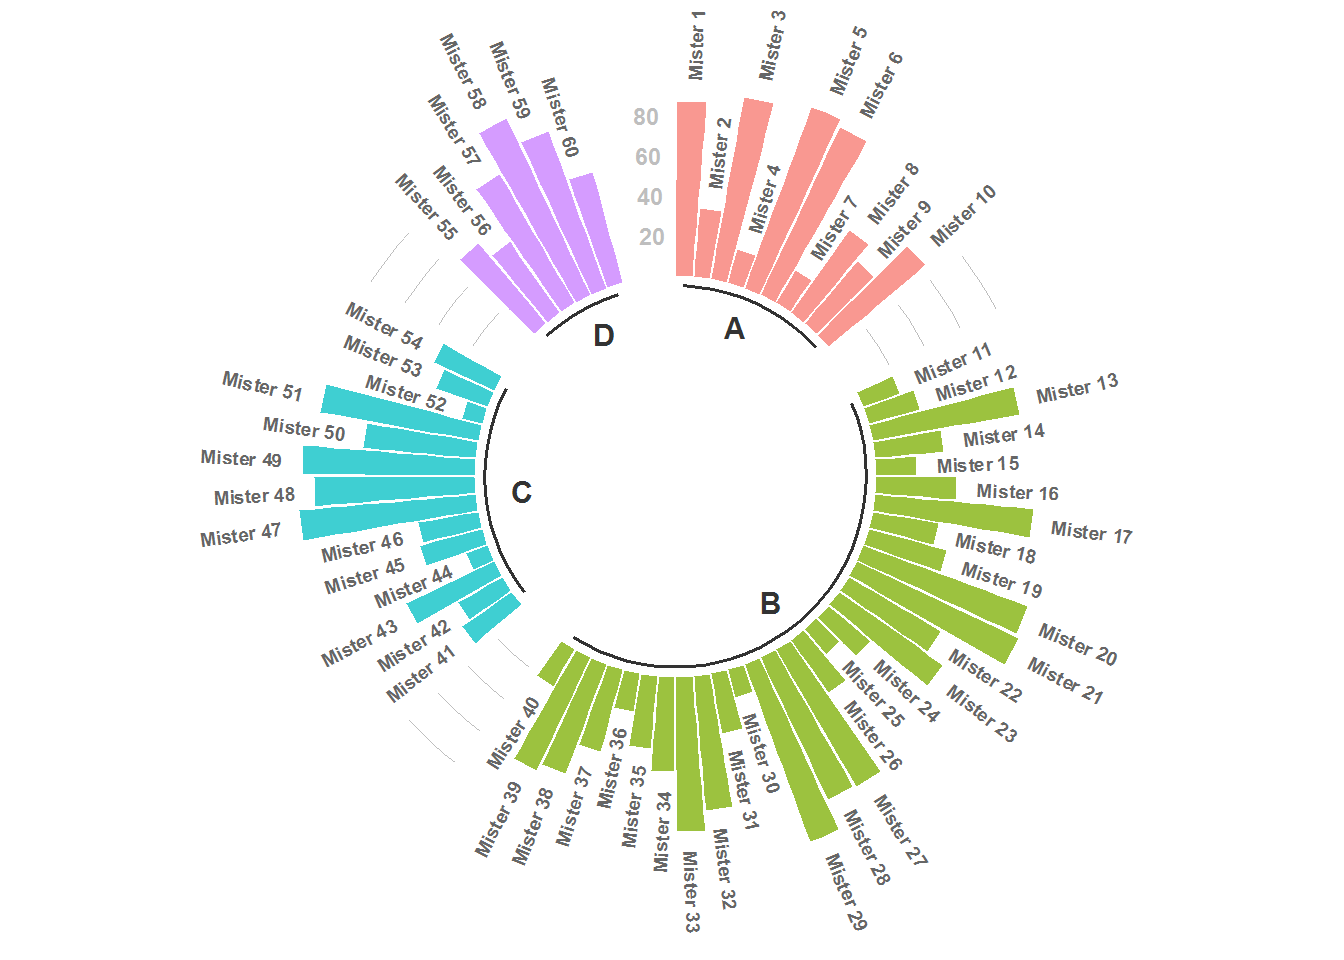 80
60
40
20
Mister 1
Mister 2
Mister 3
Mister 4
Mister 5
Mister 6
Mister 7
Mister 8
Mister 9
Mister 10
Mister 11
Mister 12
Mister 13
Mister 14
Mister 15
Mister 16
Mister 17
Mister 18
Mister 19
Mister 20
Mister 21
Mister 22
Mister 23
Mister 24
Mister 25
Mister 26
Mister 27
Mister 28
Mister 29
Mister 30
Mister 31
Mister 32
Mister 33
Mister 34
Mister 35
Mister 36
Mister 37
Mister 38
Mister 39
Mister 40
Mister 41
Mister 42
Mister 43
Mister 44
Mister 45
Mister 46
Mister 47
Mister 48
Mister 49
Mister 50
Mister 51
Mister 52
Mister 53
Mister 54
Mister 55
Mister 56
Mister 57
Mister 58
Mister 59
Mister 60
A
B
C
D